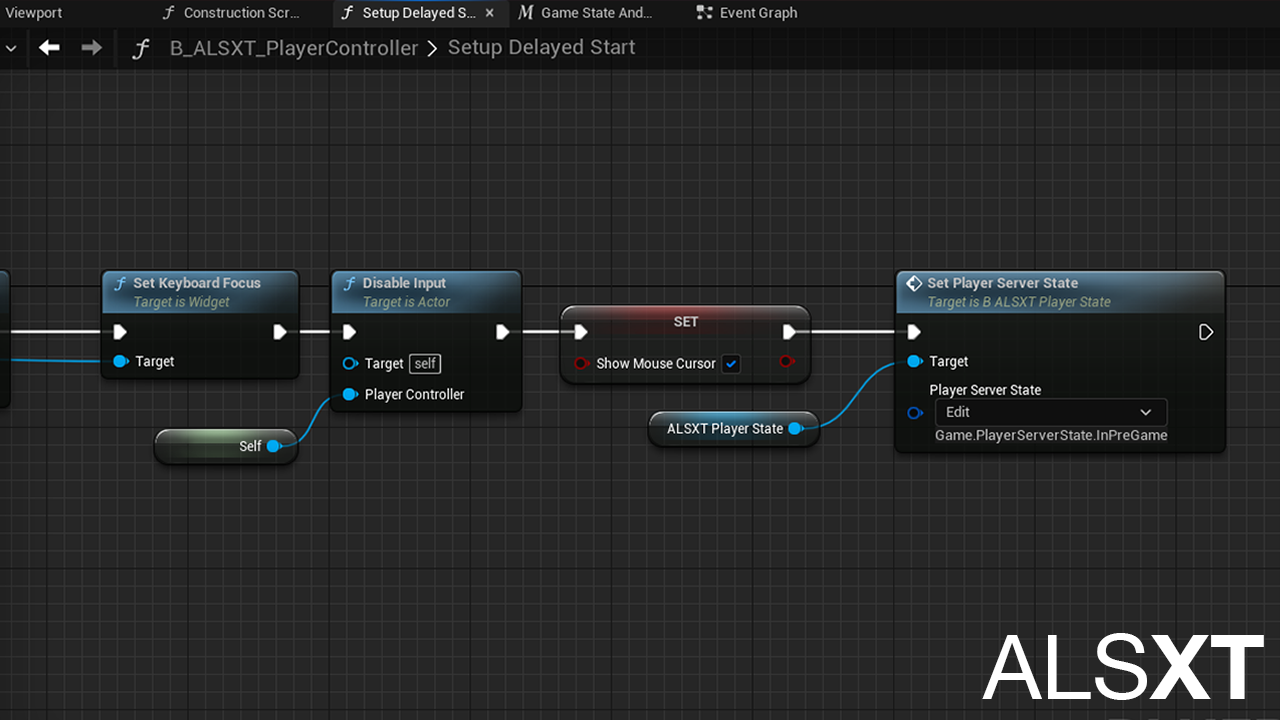 Viewport
Construction Scr...
Setup Delayed S...
Game State And...
Event Graph
B_ALSXT_PlayerController > Setup Delayed Start
Set Keyboard Focus
Target is Widget
Target
Disable Input
Target is Actor
Target self
Player Controller
Self
SET
Show Mouse Cursor
ALSXT Player State
Set Player Server State
Target is B ALSXT Player State
Target
Player Server State
Edit
Game.PlayerServerState.InPreGame
ALSXT